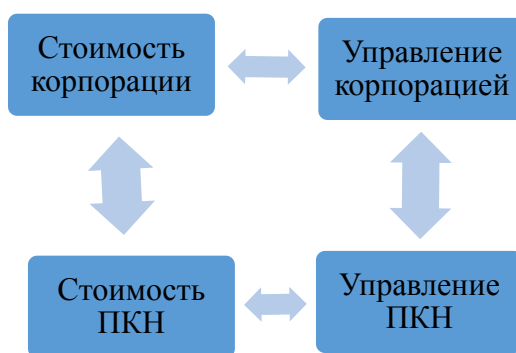 Стоимость
корпорации
Управление
корпорацией
Стоимость
ПКН
Управление
ПКН